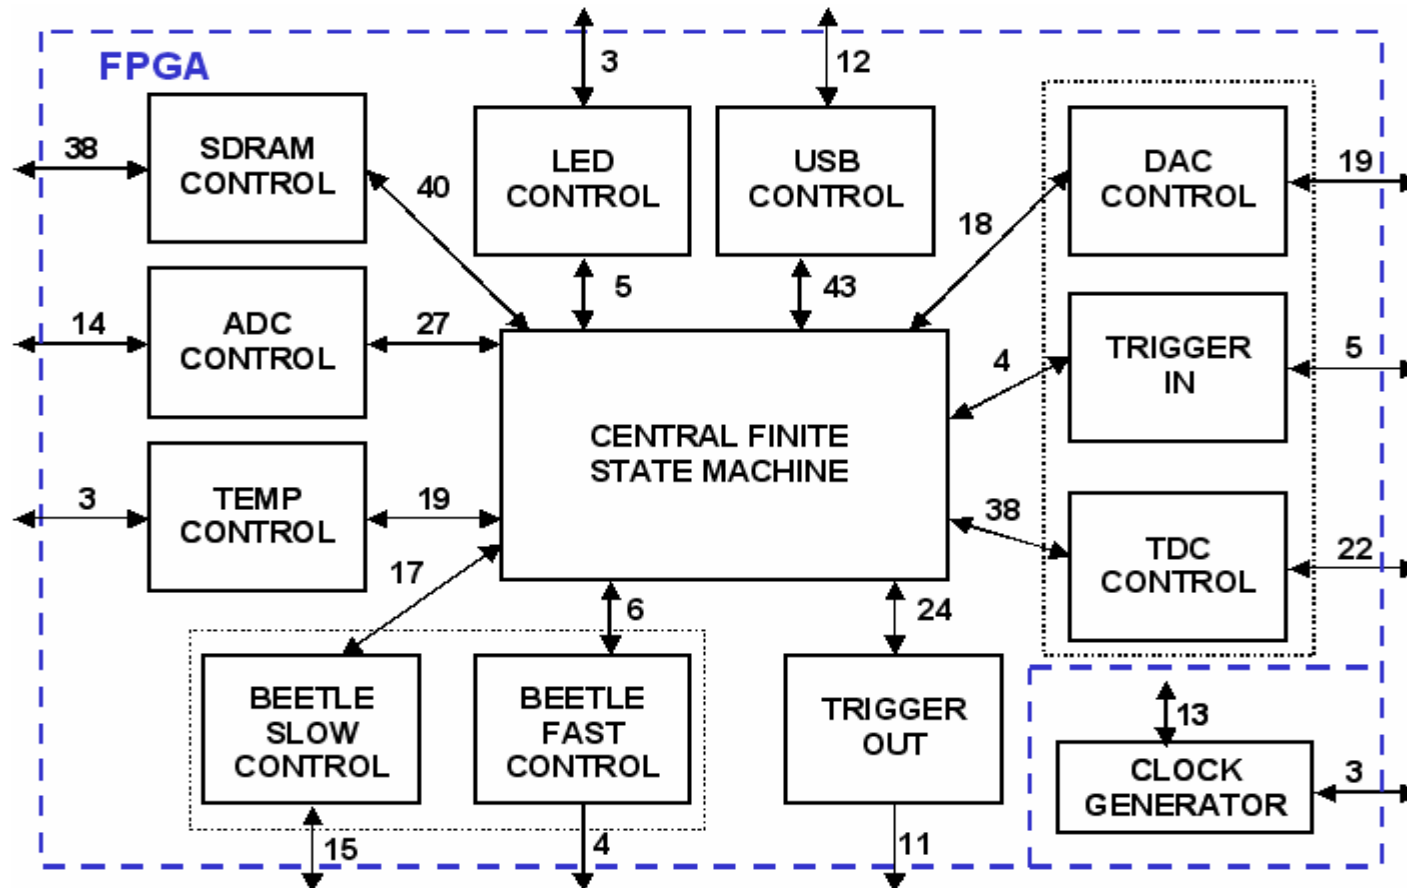 FPGA
3
12
38
SDRAM
CONTROL
40
LED
CONTROL
USB
CONTROL
18
DAC
CONTROL
19
5
43
14
ADC
CONTROL
27
4
TRIGGER
IN
5
CENTRAL FINITE
STATE MACHINE
3
TEMP
CONTROL
19
38
TDC
CONTROL
22
17
6
24
BEETLE
SLOW
CONTROL
BEETLE
FAST
CONTROL
TRIGGER
OUT
13
CLOCK
GENERATOR
3
15
4
11